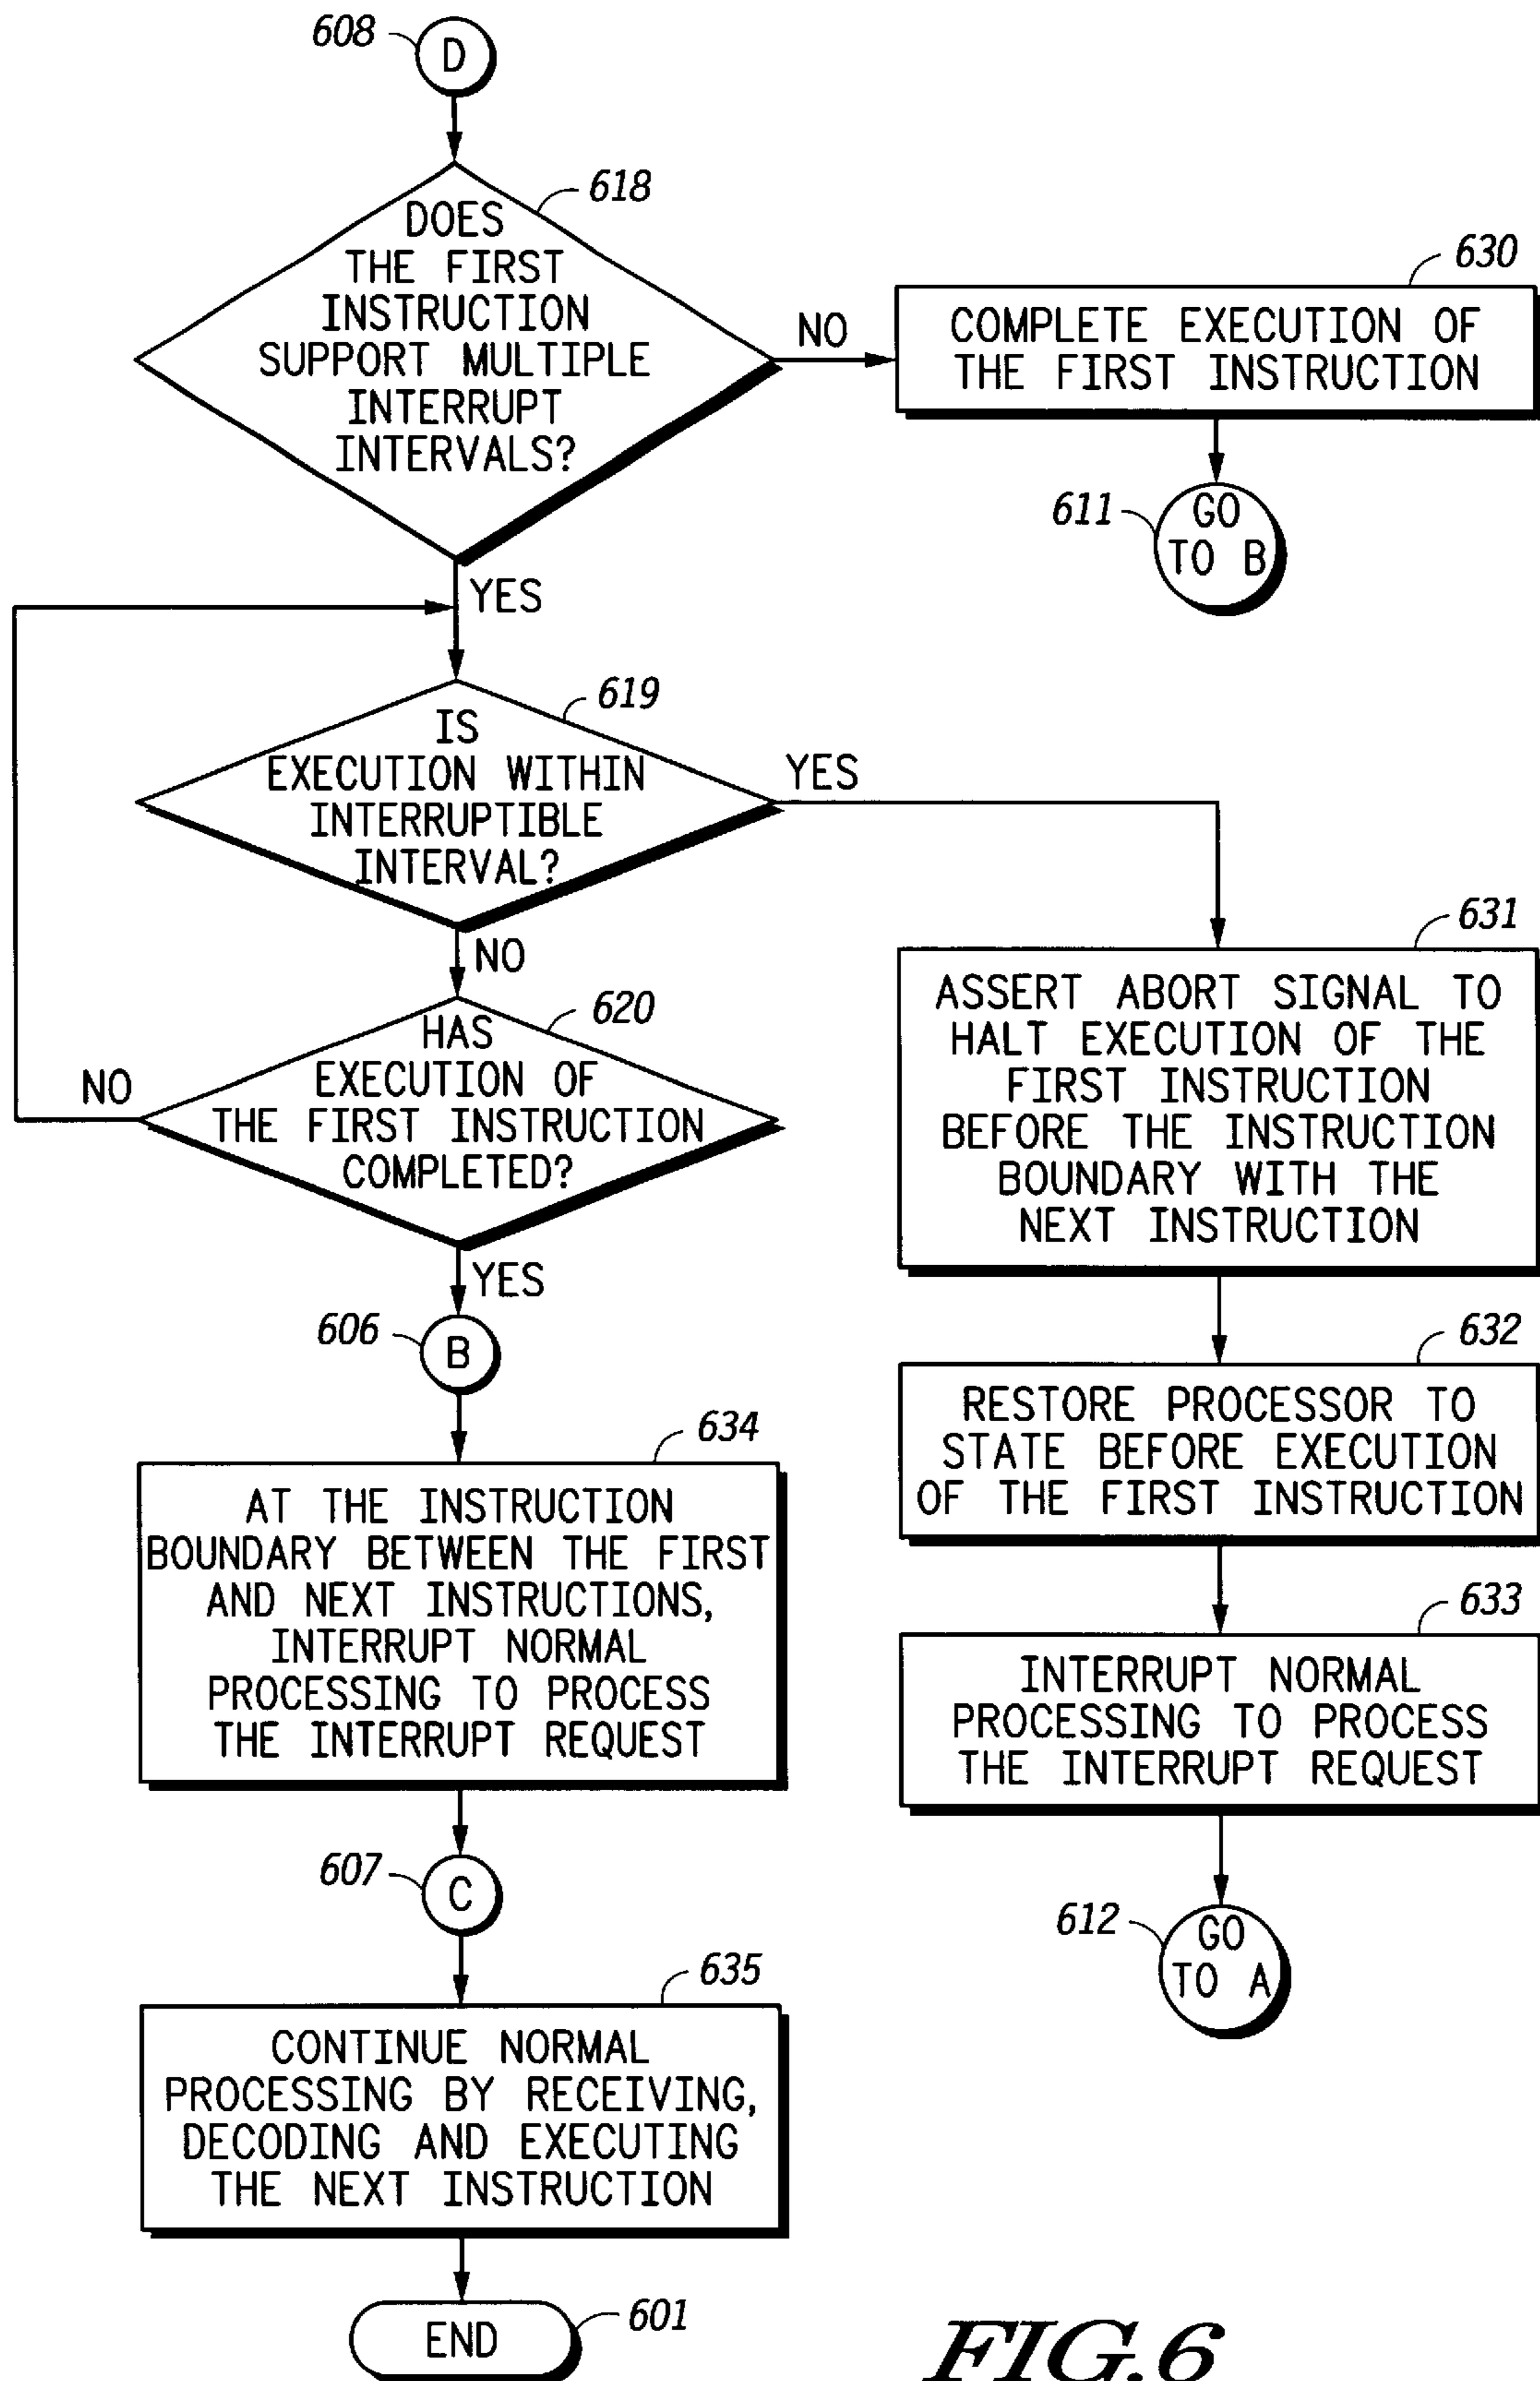 608
D
618
DOES
THE FIRST
INSTRUCTION
SUPPORT MULTIPLE
INTERRUPT
INTERVALS?
NO
630
COMPLETE EXECUTION OF
THE FIRST INSTRUCTION
611
GO
TO B
YES
619
IS
EXECUTION WITHIN
INTERRUPTIBLE
INTERVAL?
YES
NO
620
HAS
EXECUTION OF
THE FIRST INSTRUCTION
COMPLETED?
NO
YES
631
ASSERT ABORT SIGNAL TO
HALT EXECUTION OF THE
FIRST INSTRUCTION
BEFORE THE INSTRUCTION
BOUNDARY WITH THE
NEXT INSTRUCTION
606
B
632
RESTORE PROCESSOR TO
STATE BEFORE EXECUTION
OF THE FIRST INSTRUCTION
634
AT THE INSTRUCTION
BOUNDARY BETWEEN THE FIRST
AND NEXT INSTRUCTIONS,
INTERRUPT NORMAL
PROCESSING TO PROCESS
THE INTERRUPT REQUEST
633
INTERRUPT NORMAL
PROCESSING TO PROCESS
THE INTERRUPT REQUEST
607
C
612
GO
TO A
635
CONTINUE NORMAL
PROCESSING BY RECEIVING,
DECODING AND EXECUTING
THE NEXT INSTRUCTION
END
601
FIG.6